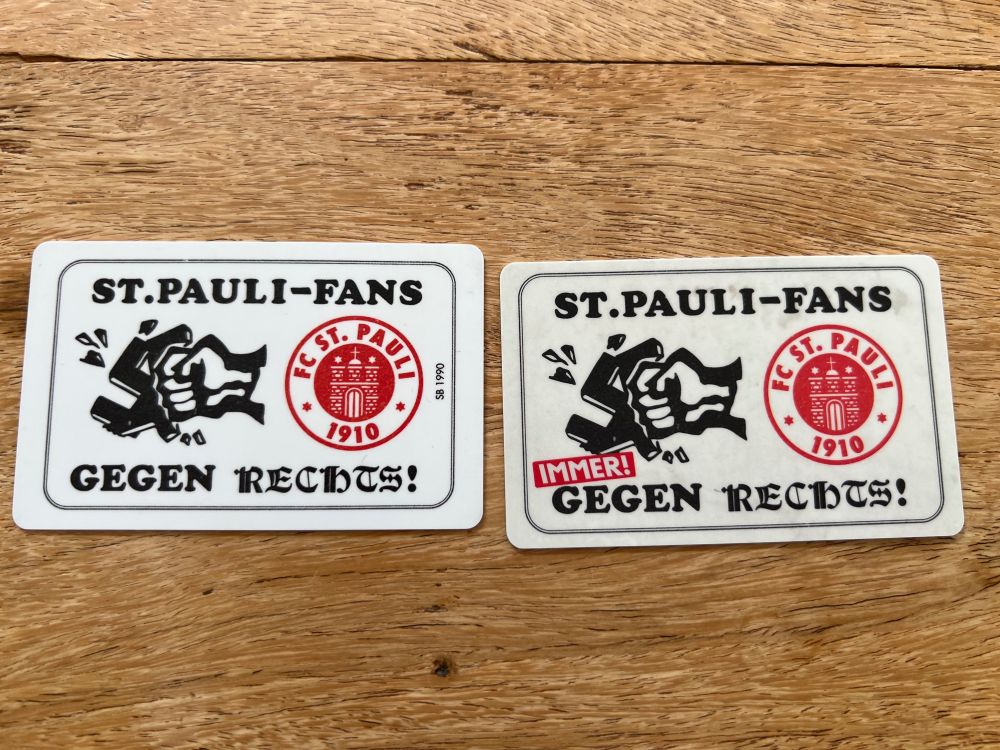 ST.PAULI-FANS
FC ST. PAULI
1910
SB 1990
GEGEN RECHTS!
ST.PAULI-FANS
FC ST. PAULI
1910
IMMER!
GEGEN RECHTS!